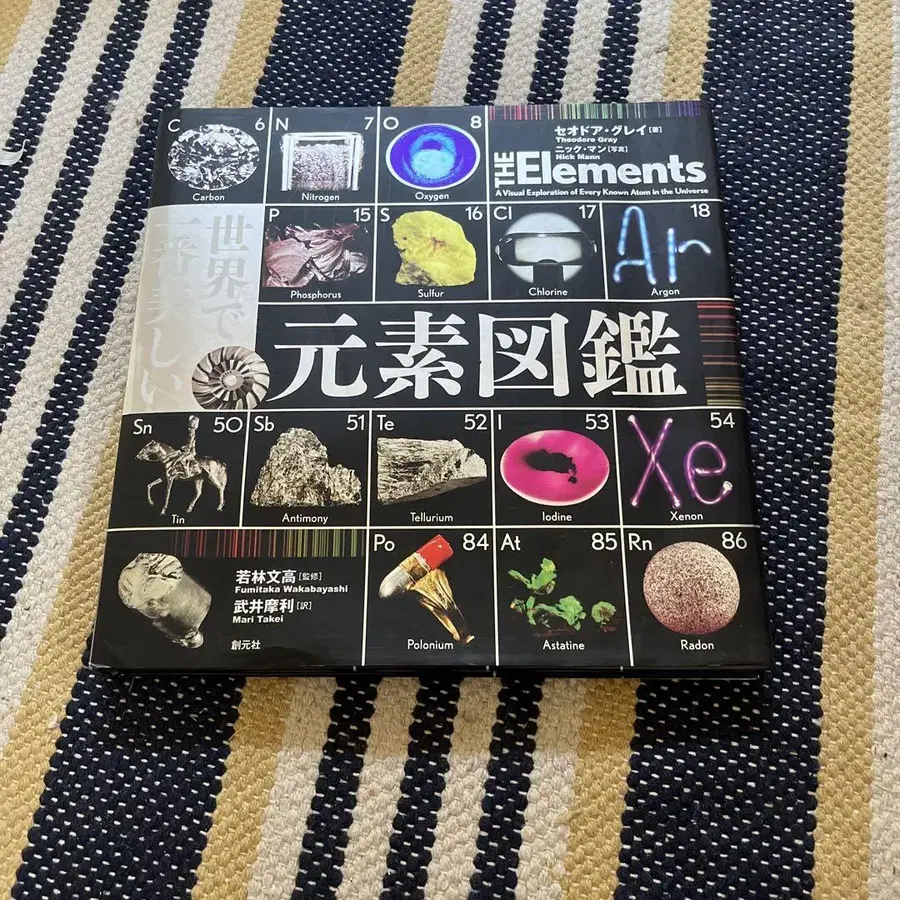 C 6
Carbon
N 7
Nitrogen
O 8
Oxygen
セオドア・グレイ[著]
Theodore Gray
ニック・マン[写真]
Nick Mann
THE Elements
A Visual Exploration of Every Known Atom in the Universe
世界で
一番美しい
P 15
Phosphorus
S 16
Sulfur
Cl 17
Chlorine
Ar 18
Ar
Argon
元素図鑑
Sn 50
Tin
Sb 51
Antimony
Te 52
Tellurium
I 53
Iodine
Xe 54
Xe
Xenon
若林文高[監修]
Fumitaka Wakabayashi
武井摩利[訳]
Mari Takei
創元社
Po 84
Polonium
At 85
Astatine
Rn 86
Radon